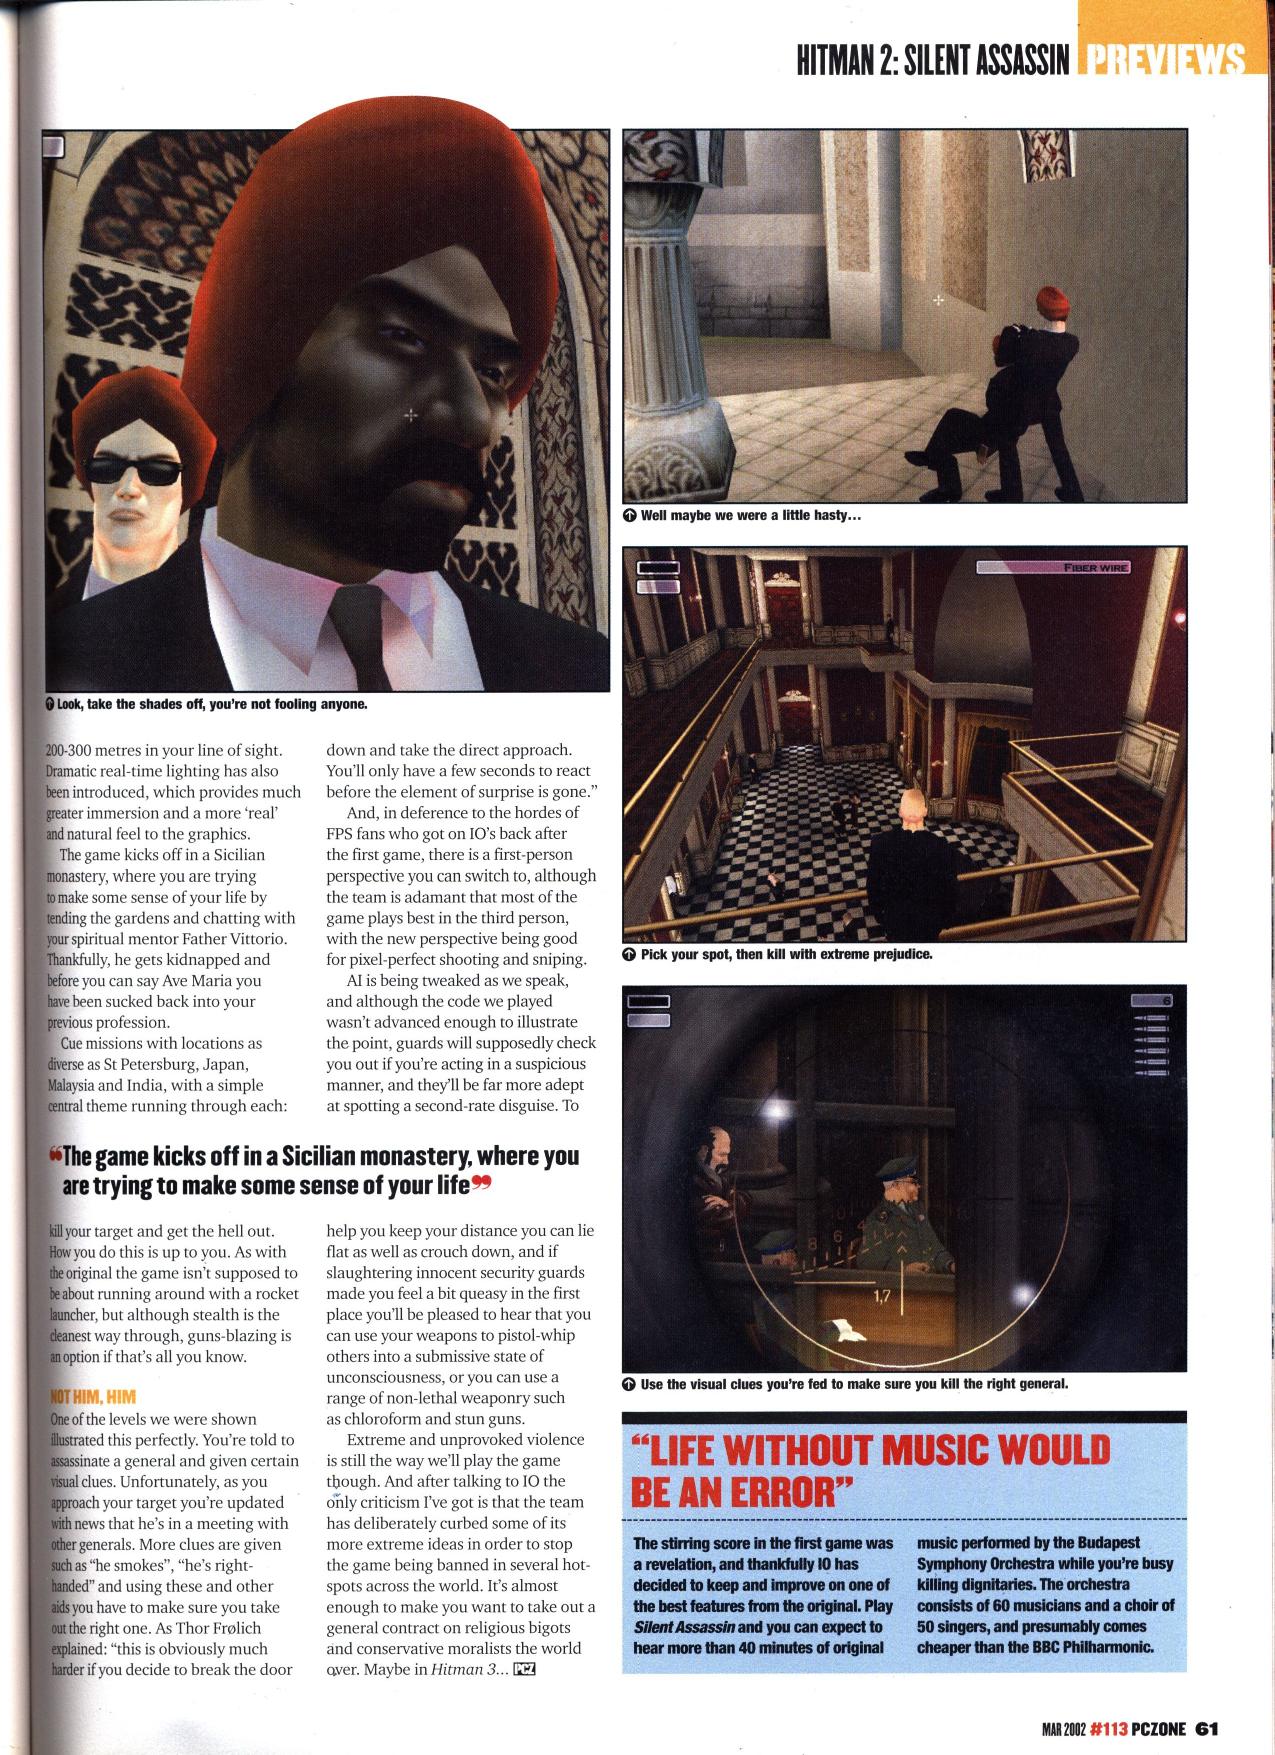 HITMAN 2: SILENT ASSASSIN PREVIEWS
Look, take the shades off, you're not fooling anyone.
200-300 metres in your line of sight.
Dramatic real-time lighting has also
been introduced, which provides much
greater immersion and a more 'real'
and natural feel to the graphics.
The game kicks off in a Sicilian
monastery, where you are trying
to make some sense of your life by
tending the gardens and chatting with
your spiritual mentor Father Vittorio.
Thankfully, he gets kidnapped and
before you can say Ave Maria you
have been sucked back into your
previous profession.
Cue missions with locations as
diverse as St Petersburg, Japan,
Malaysia and India, with a simple
central theme running through each:
kill your target and get the hell out.
How you do this is up to you. As with
the original the game isn't supposed to
be about running around with a rocket
launcher, but although stealth is the
cleanest way through, guns-blazing is
an option if that's all you know.
NOT HIM, HIM
One of the levels we were shown
illustrated this perfectly. You're told to
assassinate a general and given certain
visual clues. Unfortunately, as you
approach your target you're updated
with news that he's in a meeting with
other generals. More clues are given
such as "he smokes", "he's right-
handed" and using these and other
aids you have to make sure you take
out the right one. As Thor Frølich
explained: "this is obviously much
harder if you decide to break the door
down and take the direct approach.
You'll only have a few seconds to react
before the element of surprise is gone."
And, in deference to the hordes of
FPS fans who got on IO's back after
the first game, there is a first-person
perspective you can switch to, although
the team is adamant that most of the
game plays best in the third person,
with the new perspective being good
for pixel-perfect shooting and sniping.
AI is being tweaked as we speak,
and although the code we played
wasn't advanced enough to illustrate
the point, guards will supposedly check
you out if you're acting in a suspicious
manner, and they'll be far more adept
at spotting a second-rate disguise. To
help you keep your distance you can lie
flat as well as crouch down, and if
slaughtering innocent security guards
made you feel a bit queasy in the first
place you'll be pleased to hear that you
can use your weapons to pistol-whip
others into a submissive state of
unconsciousness, or you can use a
range of non-lethal weaponry such
as chloroform and stun guns.
Extreme and unprovoked violence
is still the way we'll play the game
though. And after talking to IO the
only criticism I've got is that the team
has deliberately curbed some of its
more extreme ideas in order to stop
the game being banned in several hot-
spots across the world. It's almost
enough to make you want to take out a
general contract on religious bigots
and conservative moralists the world
over. Maybe in Hitman 3... PCZ
"The game kicks off in a Sicilian monastery, where you
are trying to make some sense of your life"
Well maybe we were a little hasty...
FIBER WIRE
Pick your spot, then kill with extreme prejudice.
6
10
8 6 4
1,7
Use the visual clues you're fed to make sure you kill the right general.
"LIFE WITHOUT MUSIC WOULD
BE AN ERROR"
The stirring score in the first game was
a revelation, and thankfully IO has
decided to keep and improve on one of
the best features from the original. Play
Silent Assassin and you can expect to
hear more than 40 minutes of original
music performed by the Budapest
Symphony Orchestra while you're busy
killing dignitaries. The orchestra
consists of 60 musicians and a choir of
50 singers, and presumably comes
cheaper than the BBC Philharmonic.
MAR 2002 #113 PCZONE 61